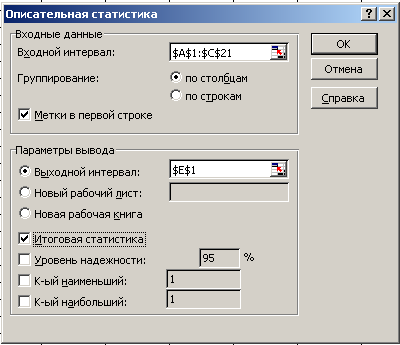 Описательная статистика
Входные данные
Входной интервал: $A$1:$C$21
Группирование: по столбцам
по строкам
Метки в первой строке
Параметры вывода
Выходной интервал: $E$1
Новый рабочий лист:
Новая рабочая книга
Итоговая статистика
Уровень надежности: 95 %
К-ый наименьший: 1
К-ый наибольший: 1
OK
Отмена
Справка